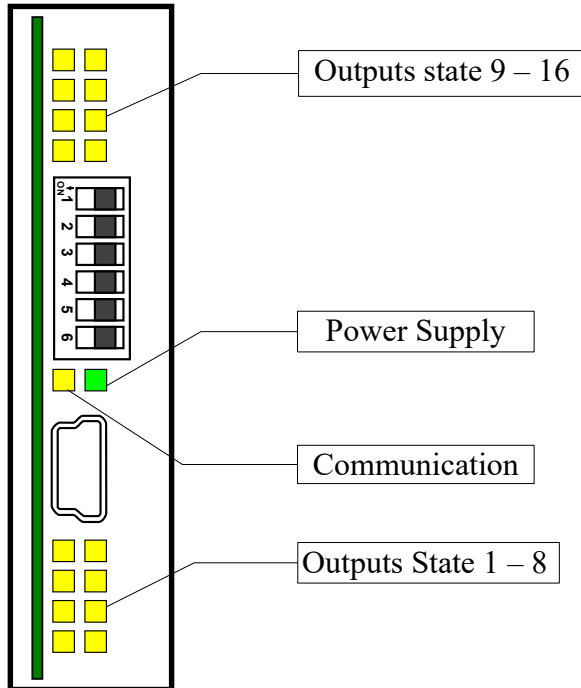 Outputs state 9 – 16
ON
1
2
3
4
5
6
Power Supply
Communication
Outputs State 1 – 8